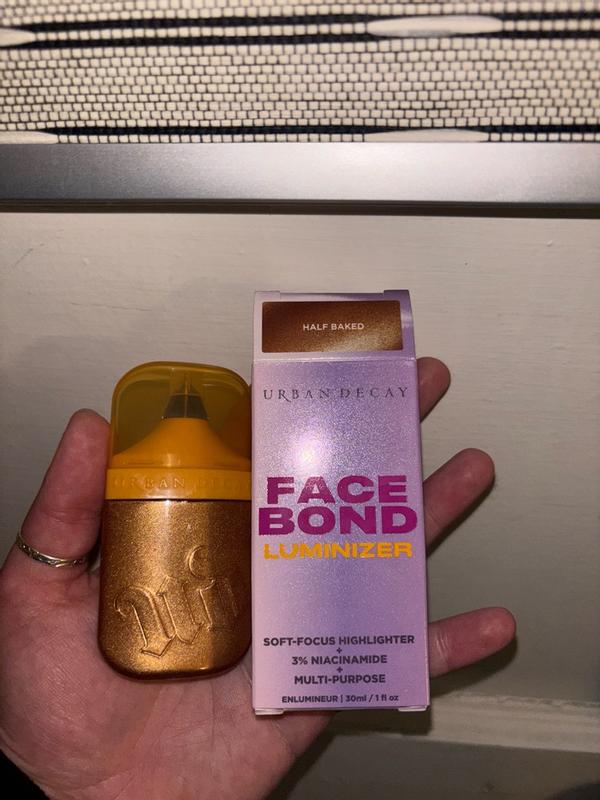 HALF BAKED
URBAN DECAY
FACE
BOND
LUMINIZER
SOFT-FOCUS HIGHLIGHTER
+
3% NIACINAMIDE
+
MULTI-PURPOSE
ENLUMINEUR | 30ml / 1 fl oz
URBAN DECAY